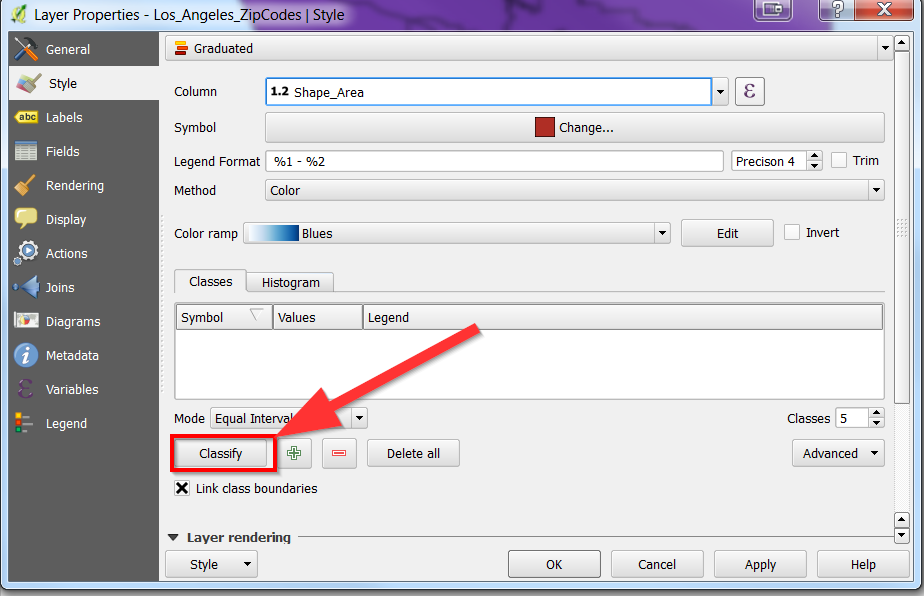 Layer Properties - Los_Angeles_ZipCodes | Style
General
Style
Labels
Fields
Rendering
Display
Actions
Joins
Diagrams
Metadata
Variables
Legend
abc
Graduated
Column 1.2 Shape_Area ε
Symbol Change...
Legend Format %1 - %2 Precison 4 Trim
Method Color
Color ramp Blues Edit Invert
Classes Histogram
Symbol Values Legend
Mode Equal Interval Classes 5
Classify Delete all Advanced
Link class boundaries
Layer rendering
Style OK Cancel Apply Help